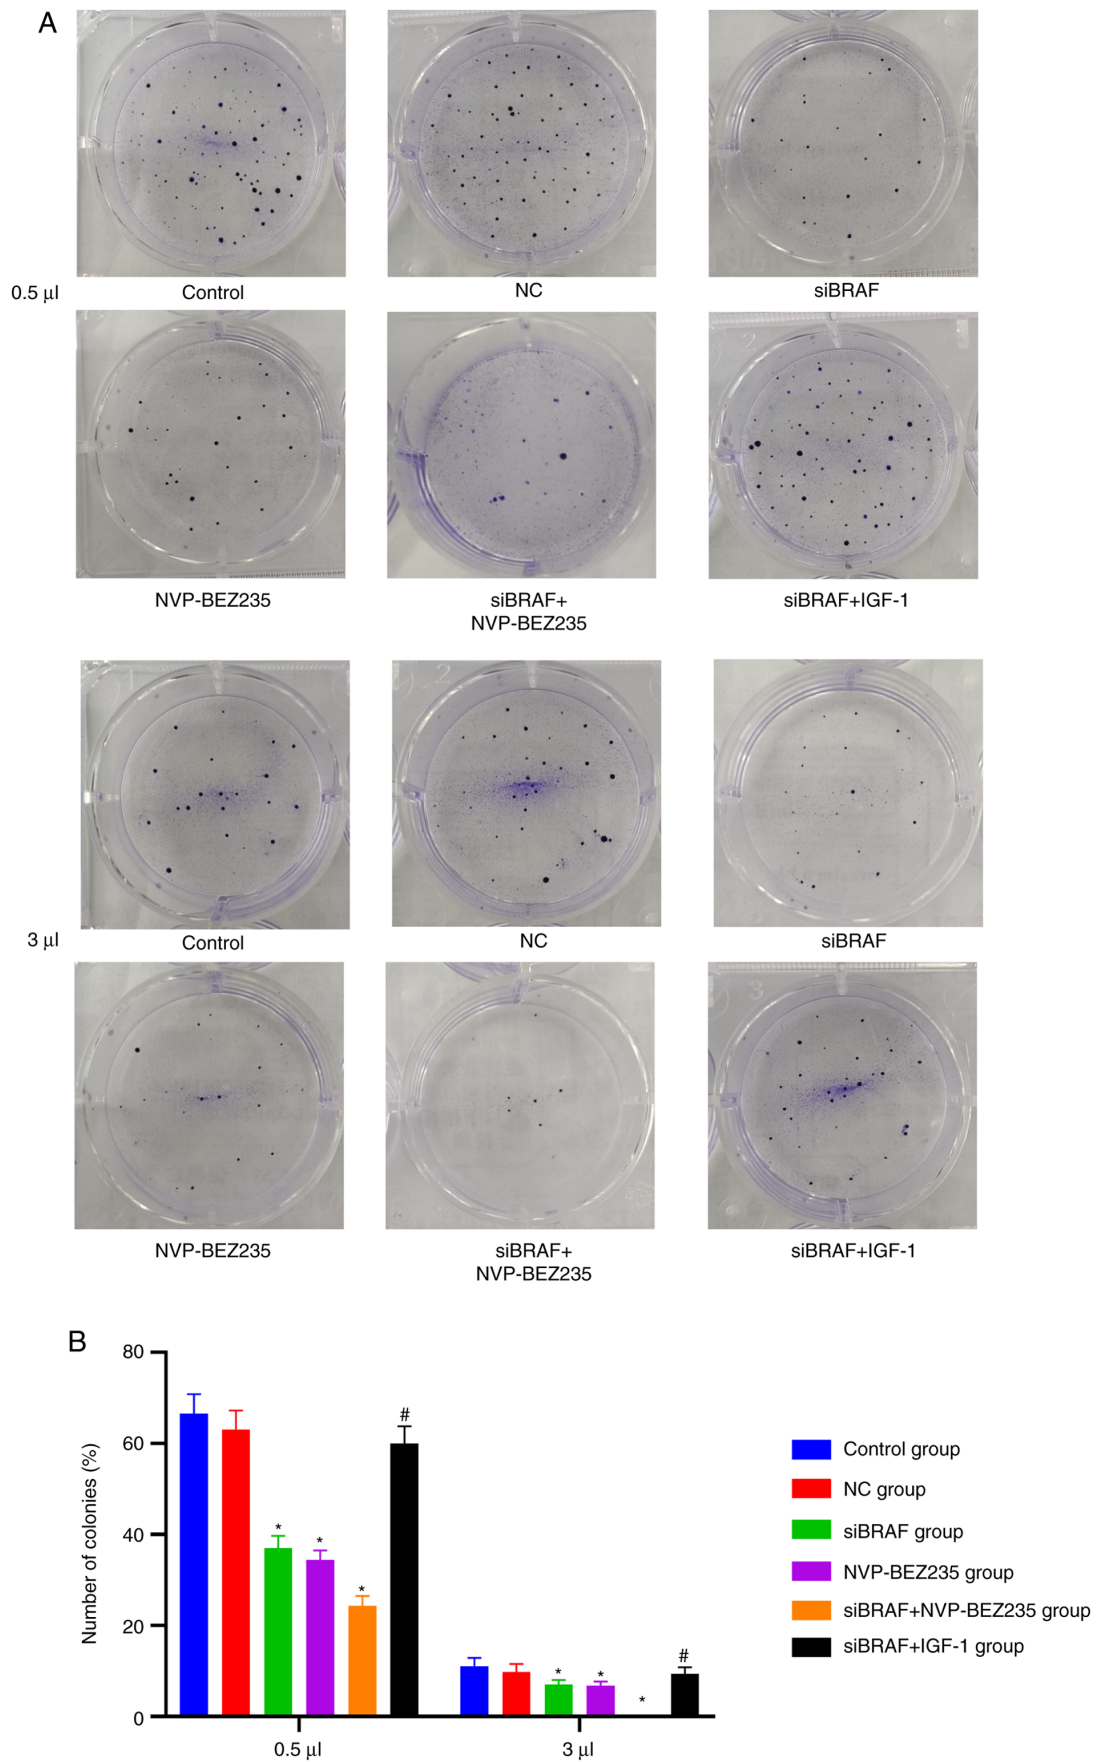 A
Control
NC
siBRAF
0.5 µl
NVP-BEZ235
siBRAF+
NVP-BEZ235
siBRAF+IGF-1
Control
NC
siBRAF
3 µl
NVP-BEZ235
siBRAF+
NVP-BEZ235
siBRAF+IGF-1
B
Number of colonies (%)
80
60
40
20
0
* * * #
* * * #
0.5 µl
3 µl
Control group
NC group
siBRAF group
NVP-BEZ235 group
siBRAF+NVP-BEZ235 group
siBRAF+IGF-1 group